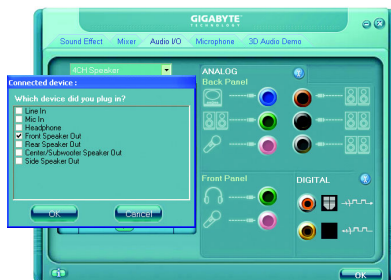 GIGABYTE
TECHNOLOGY
Sound Effect Mixer Audio I/O Microphone 3D Audio Demo
4CH Speaker
ANALOG
Back Panel
Connected device :
Which device did you plug in?
Line In
Mic In
Headphone
Front Speaker Out
Rear Speaker Out
Center/Subwoofer Speaker Out
Side Speaker Out
OK Cancel
Front Panel
DIGITAL
OK